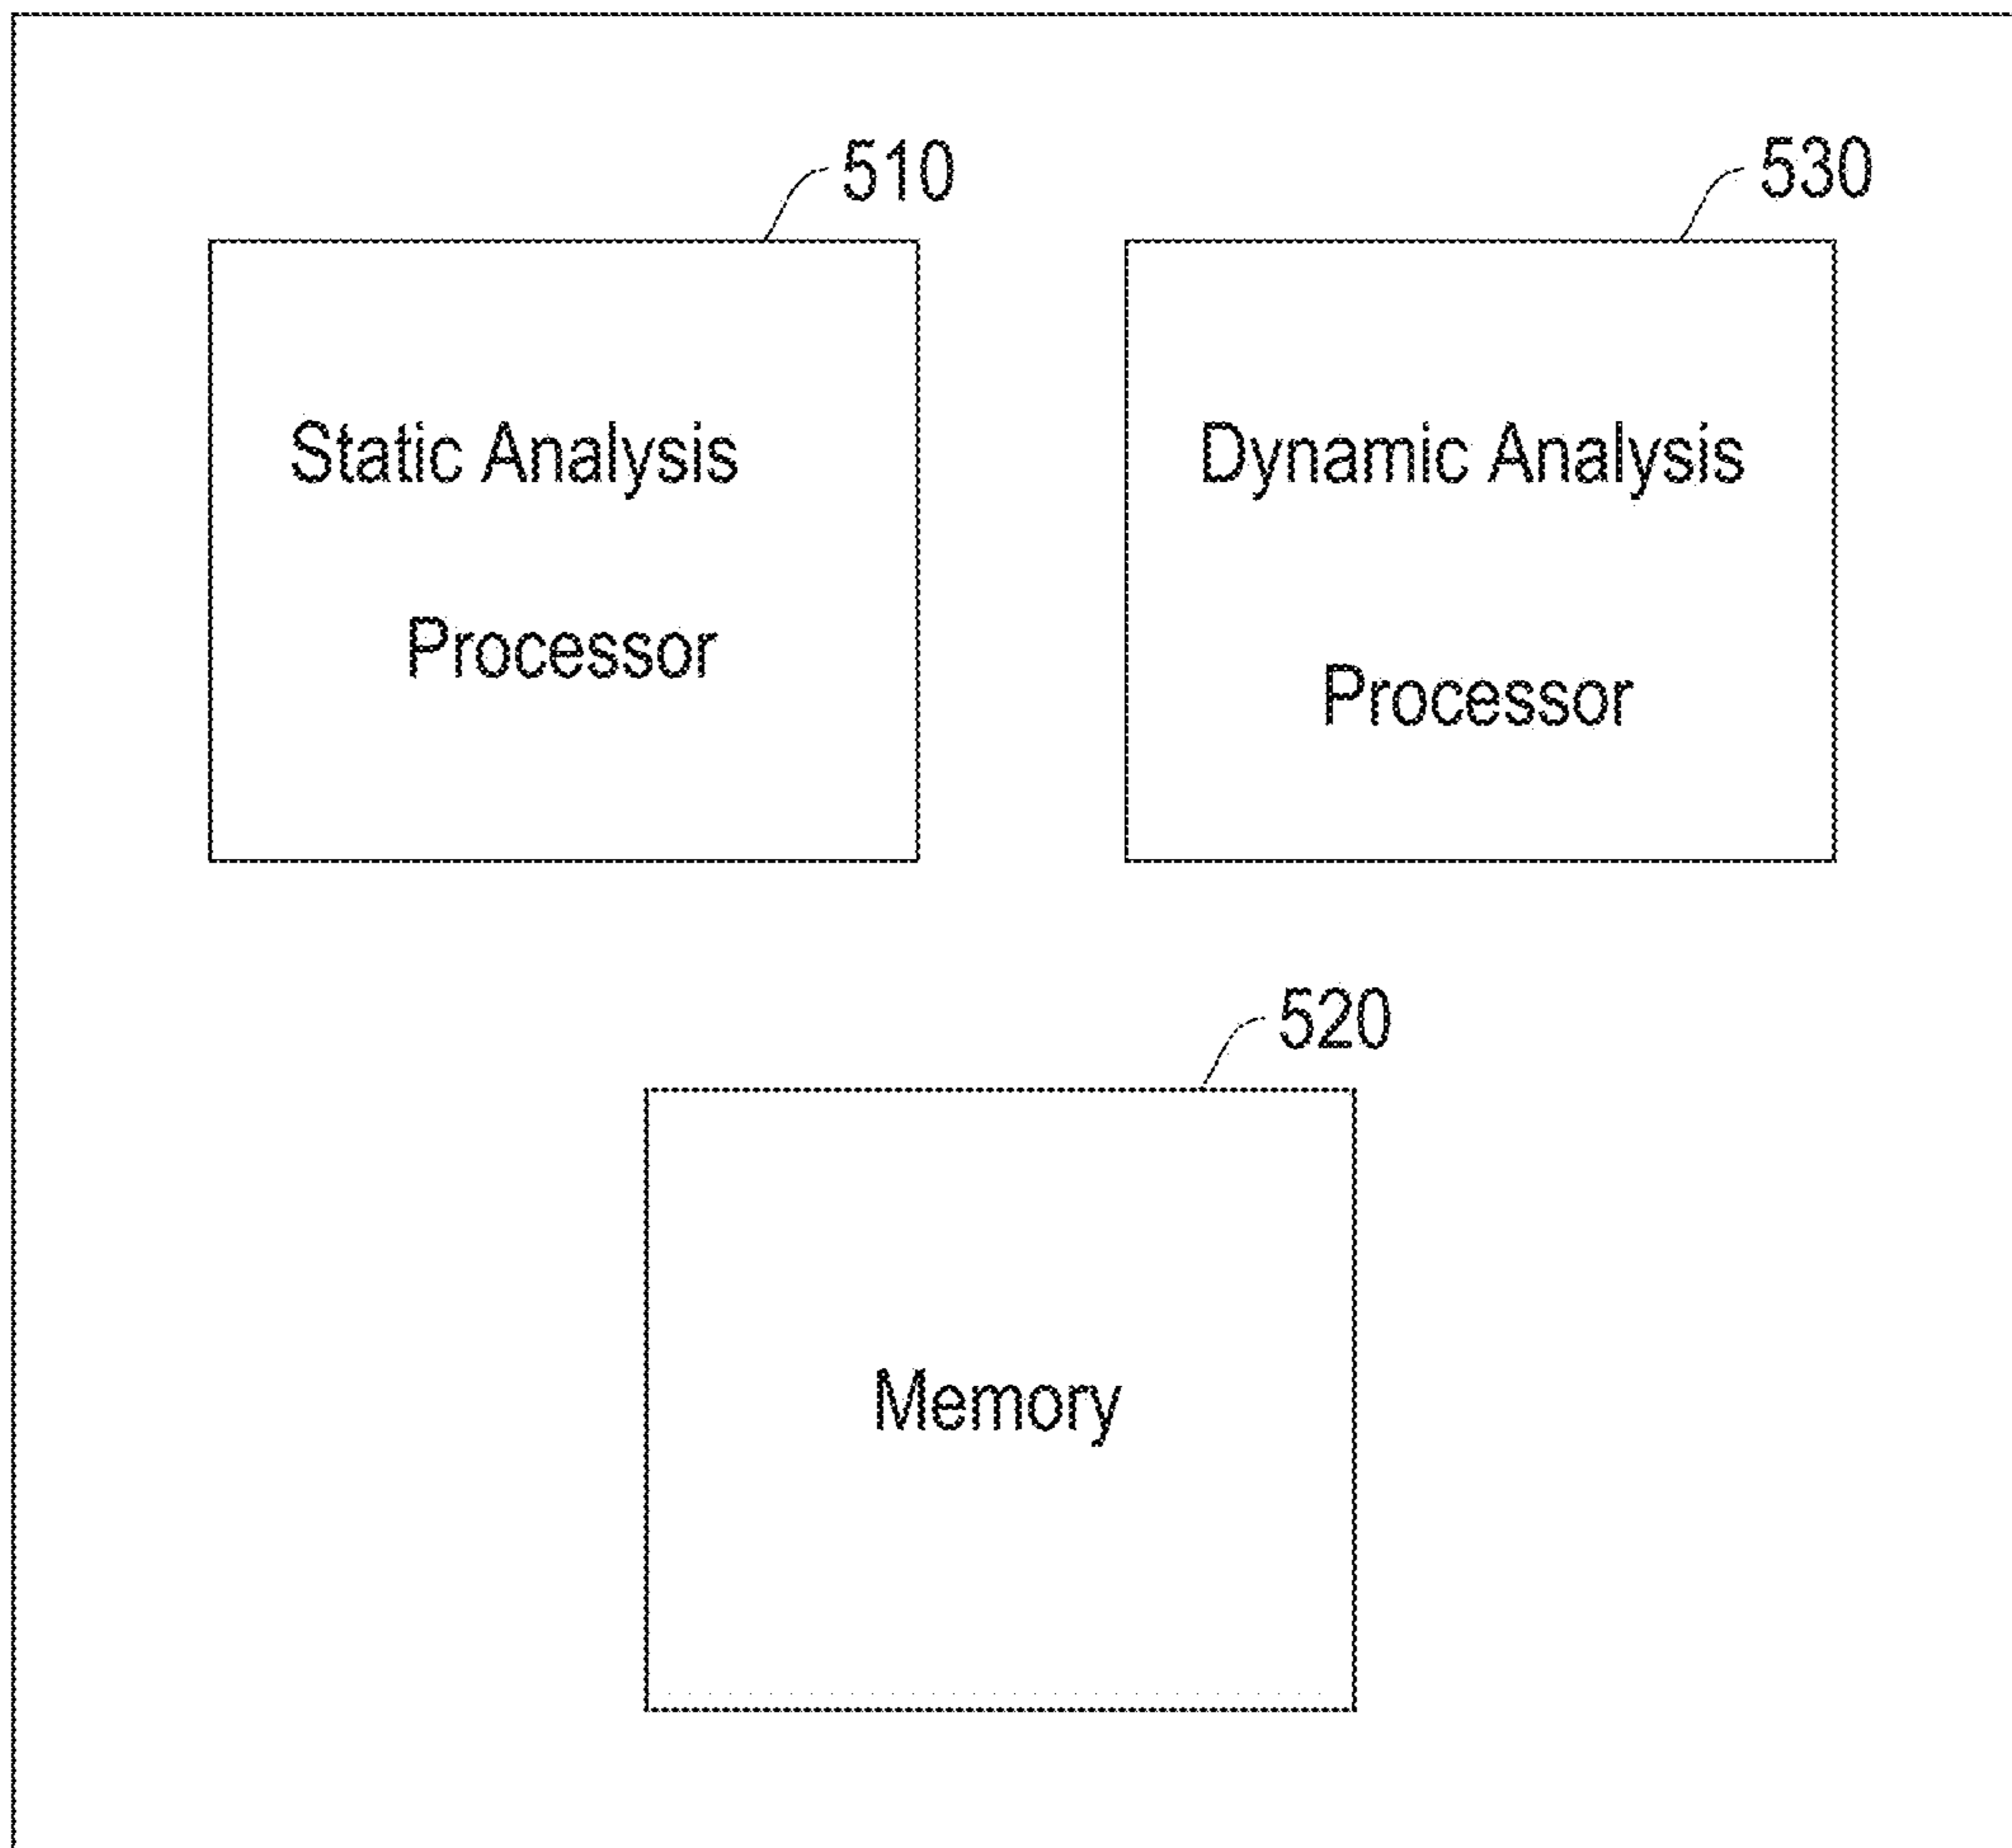 510
Static Analysis
Processor
530
Dynamic Analysis
Processor
520
Memory